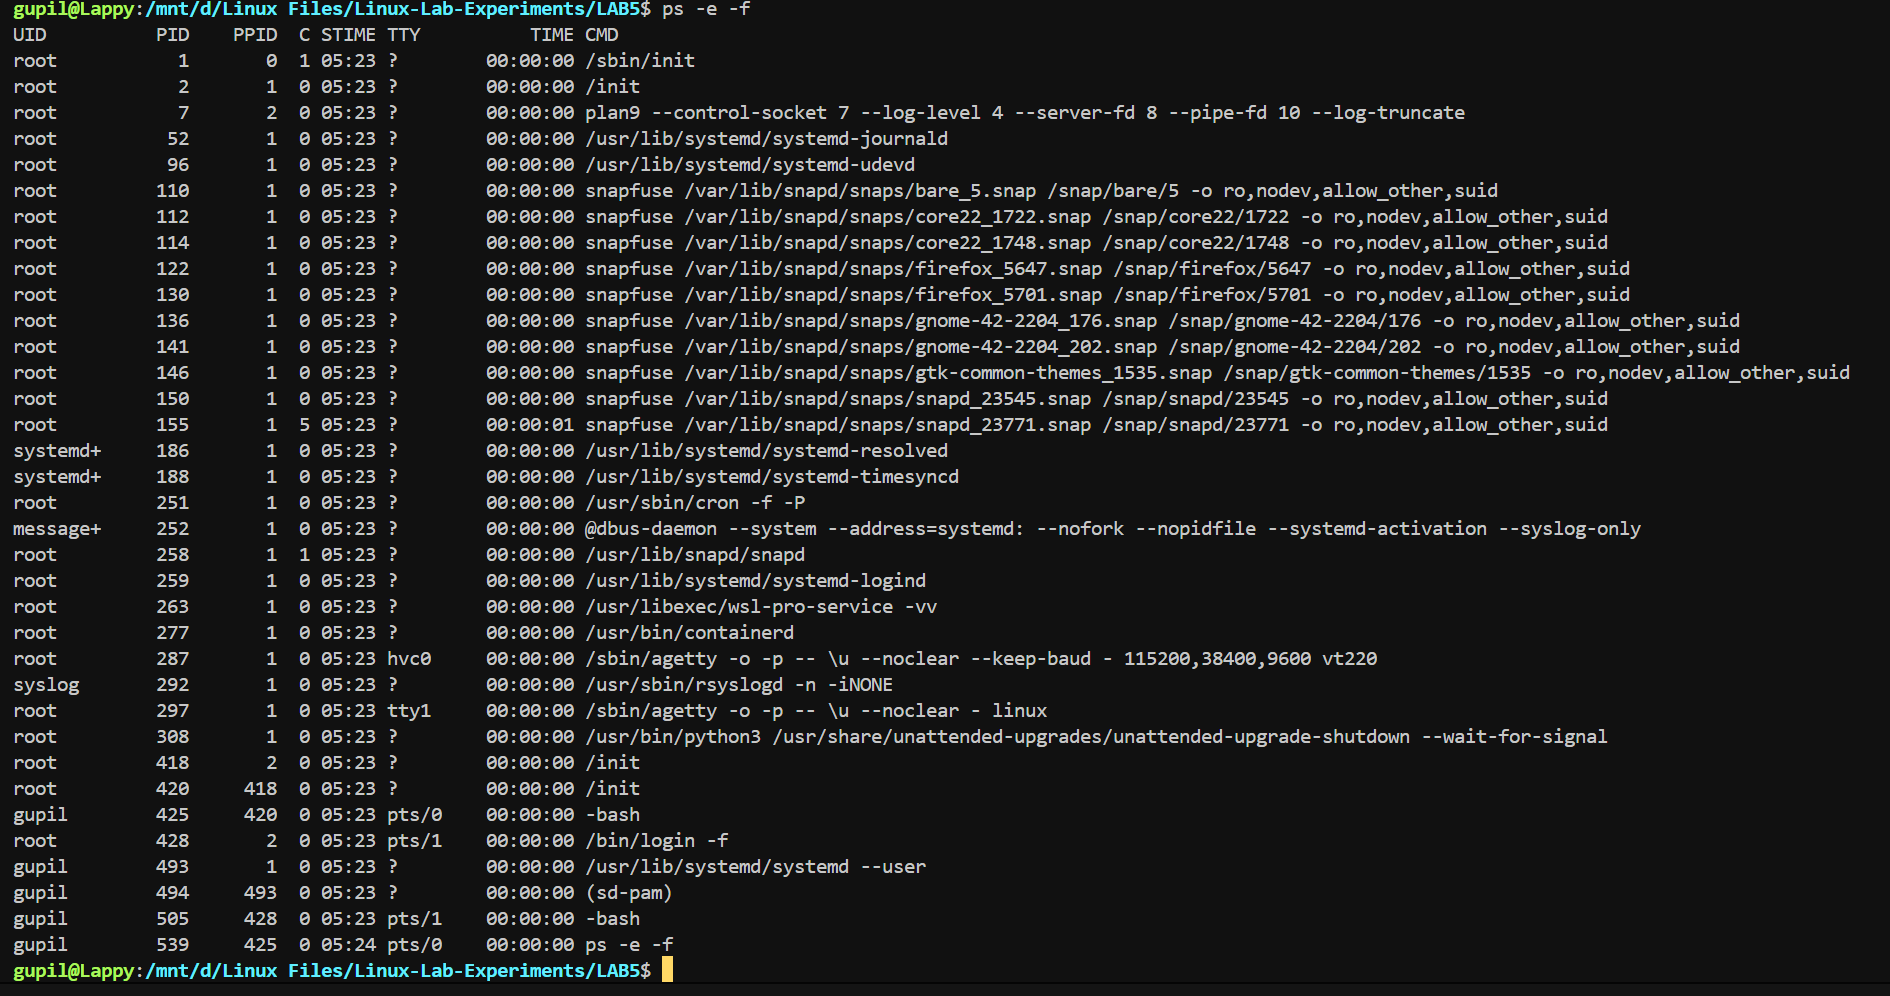 gupil@Lappy:/mnt/d/Linux Files/Linux-Lab-Experiments/LAB5$ ps -e -f
UID          PID    PPID  C STIME TTY          TIME CMD
root           1       0  1 05:23 ?        00:00:00 /sbin/init
root           2       1  0 05:23 ?        00:00:00 /init
root           7       2  0 05:23 ?        00:00:00 plan9 --control-socket 7 --log-level 4 --server-fd 8 --pipe-fd 10 --log-truncate
root          52       1  0 05:23 ?        00:00:00 /usr/lib/systemd/systemd-journald
root          96       1  0 05:23 ?        00:00:00 /usr/lib/systemd/systemd-udevd
root         110       1  0 05:23 ?        00:00:00 snapfuse /var/lib/snapd/snaps/bare_5.snap /snap/bare/5 -o ro,nodev,allow_other,suid
root         112       1  0 05:23 ?        00:00:00 snapfuse /var/lib/snapd/snaps/core22_1722.snap /snap/core22/1722 -o ro,nodev,allow_other,suid
root         114       1  0 05:23 ?        00:00:00 snapfuse /var/lib/snapd/snaps/core22_1748.snap /snap/core22/1748 -o ro,nodev,allow_other,suid
root         122       1  0 05:23 ?        00:00:00 snapfuse /var/lib/snapd/snaps/firefox_5647.snap /snap/firefox/5647 -o ro,nodev,allow_other,suid
root         130       1  0 05:23 ?        00:00:00 snapfuse /var/lib/snapd/snaps/firefox_5701.snap /snap/firefox/5701 -o ro,nodev,allow_other,suid
root         136       1  0 05:23 ?        00:00:00 snapfuse /var/lib/snapd/snaps/gnome-42-2204_176.snap /snap/gnome-42-2204/176 -o ro,nodev,allow_other,suid
root         141       1  0 05:23 ?        00:00:00 snapfuse /var/lib/snapd/snaps/gnome-42-2204_202.snap /snap/gnome-42-2204/202 -o ro,nodev,allow_other,suid
root         146       1  0 05:23 ?        00:00:00 snapfuse /var/lib/snapd/snaps/gtk-common-themes_1535.snap /snap/gtk-common-themes/1535 -o ro,nodev,allow_other,suid
root         150       1  0 05:23 ?        00:00:00 snapfuse /var/lib/snapd/snaps/snapd_23545.snap /snap/snapd/23545 -o ro,nodev,allow_other,suid
root         155       1  5 05:23 ?        00:00:01 snapfuse /var/lib/snapd/snaps/snapd_23771.snap /snap/snapd/23771 -o ro,nodev,allow_other,suid
systemd+     186       1  0 05:23 ?        00:00:00 /usr/lib/systemd/systemd-resolved
systemd+     188       1  0 05:23 ?        00:00:00 /usr/lib/systemd/systemd-timesyncd
root         251       1  0 05:23 ?        00:00:00 /usr/sbin/cron -f -P
message+     252       1  0 05:23 ?        00:00:00 @dbus-daemon --system --address=systemd: --nofork --nopidfile --systemd-activation --syslog-only
root         258       1  1 05:23 ?        00:00:00 /usr/lib/snapd/snapd
root         259       1  0 05:23 ?        00:00:00 /usr/lib/systemd/systemd-logind
root         263       1  0 05:23 ?        00:00:00 /usr/libexec/wsl-pro-service -vv
root         277       1  0 05:23 ?        00:00:00 /usr/bin/containerd
root         287       1  0 05:23 hvc0     00:00:00 /sbin/agetty -o -p -- \u --noclear --keep-baud - 115200,38400,9600 vt220
syslog       292       1  0 05:23 ?        00:00:00 /usr/sbin/rsyslogd -n -iNONE
root         297       1  0 05:23 tty1     00:00:00 /sbin/agetty -o -p -- \u --noclear - linux
root         308       1  0 05:23 ?        00:00:00 /usr/bin/python3 /usr/share/unattended-upgrades/unattended-upgrade-shutdown --wait-for-signal
root         418       2  0 05:23 ?        00:00:00 /init
root         420     418  0 05:23 ?        00:00:00 /init
gupil        425     420  0 05:23 pts/0    00:00:00 -bash
root         428       2  0 05:23 pts/1    00:00:00 /bin/login -f
gupil        493       1  0 05:23 ?        00:00:00 /usr/lib/systemd/systemd --user
gupil        494     493  0 05:23 ?        00:00:00 (sd-pam)
gupil        505     428  0 05:23 pts/1    00:00:00 -bash
gupil        539     425  0 05:24 pts/0    00:00:00 ps -e -f
gupil@Lappy:/mnt/d/Linux Files/Linux-Lab-Experiments/LAB5$